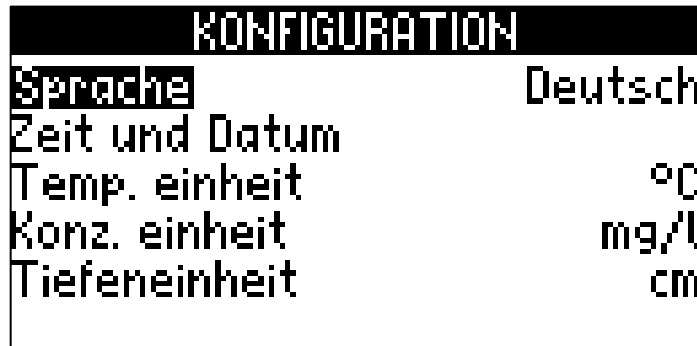 KONFIGURATION
Sprache Deutsch
Zeit und Datum
Temp. einheit °C
Konz. einheit mg/l
Tiefeneinheit cm